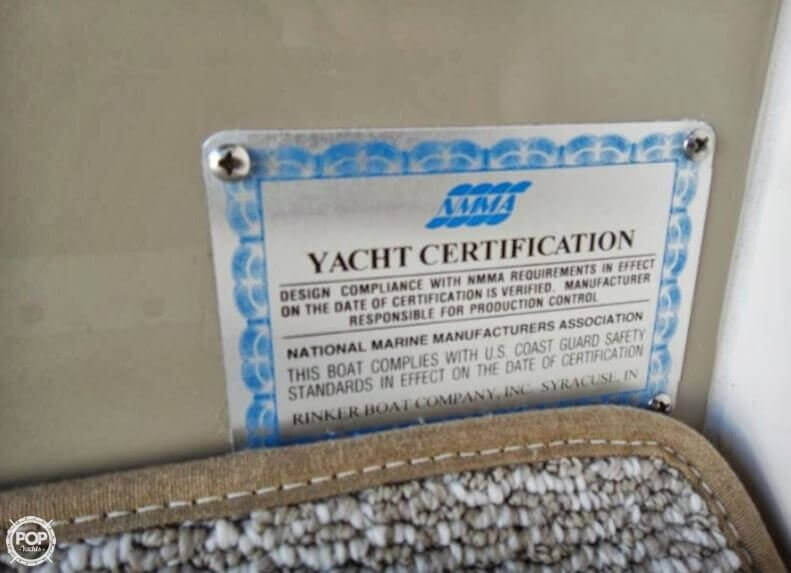 NMMA
YACHT CERTIFICATION
DESIGN COMPLIANCE WITH NMMA REQUIREMENTS IN EFFECT
ON THE DATE OF CERTIFICATION IS VERIFIED. MANUFACTURER
RESPONSIBLE FOR PRODUCTION CONTROL
NATIONAL MARINE MANUFACTURERS ASSOCIATION
THIS BOAT COMPLIES WITH U.S. COAST GUARD SAFETY
STANDARDS IN EFFECT ON THE DATE OF CERTIFICATION
RINKER BOAT COMPANY, INC. SYRACUSE, IN
POP
Yachts